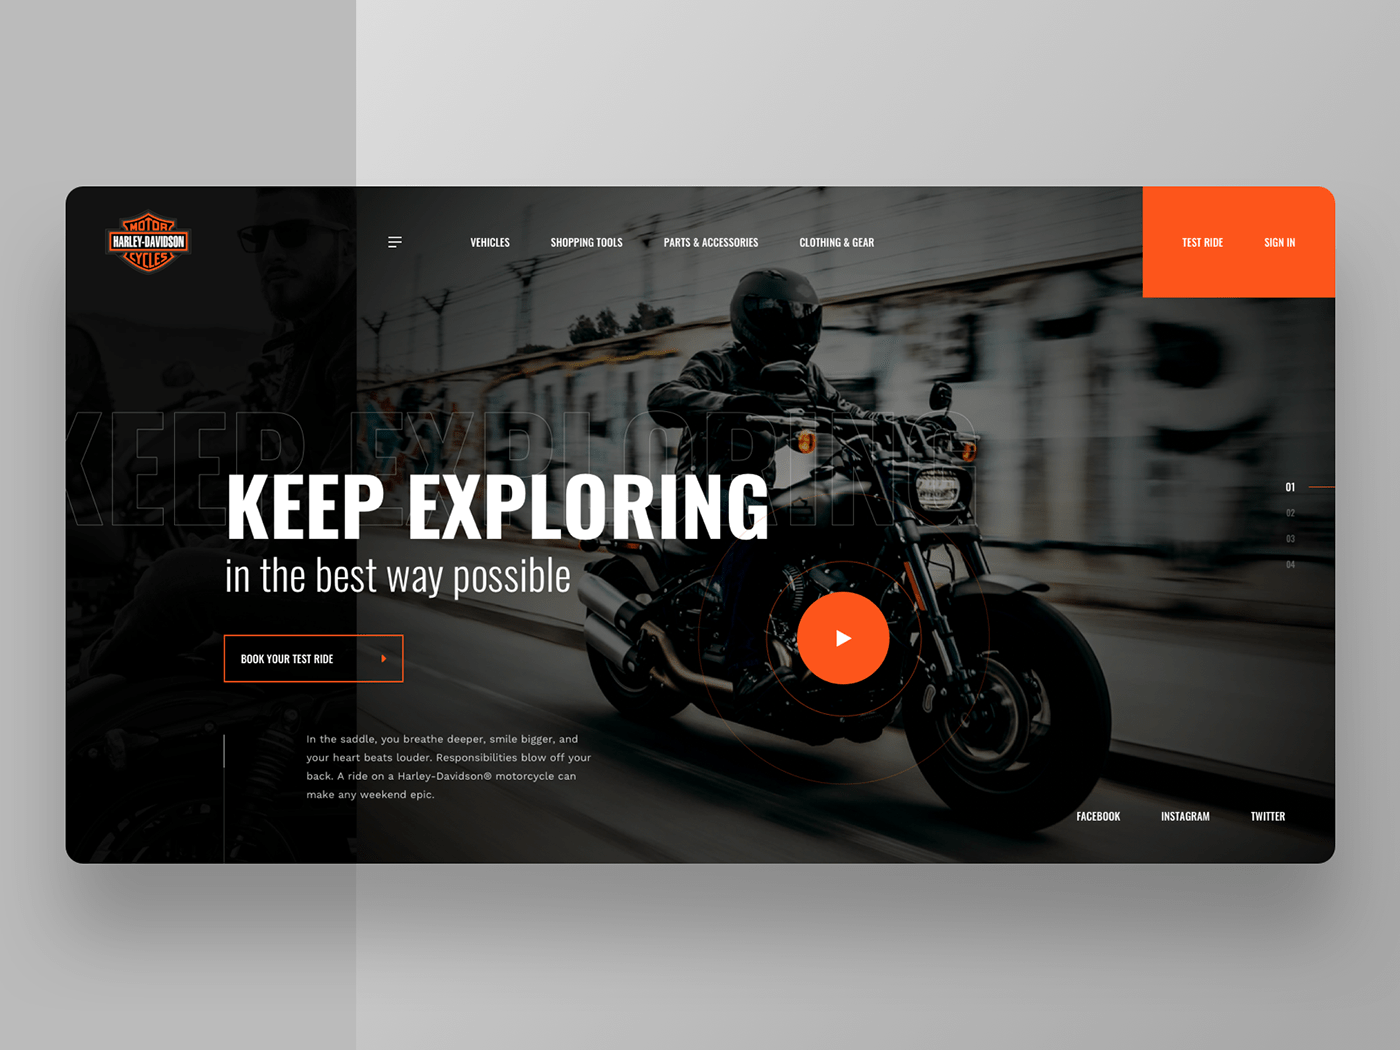 MOTOR
HARLEY-DAVIDSON
CYCLES
VEHICLES
SHOPPING TOOLS
PARTS & ACCESSORIES
CLOTHING & GEAR
TEST RIDE
SIGN IN
KEEP EXPLORING
KEEP EXPLORING
in the best way possible
BOOK YOUR TEST RIDE
In the saddle, you breathe deeper, smile bigger, and
your heart beats louder. Responsibilities blow off your
back. A ride on a Harley-Davidson® motorcycle can
make any weekend epic.
01
02
03
04
FACEBOOK
INSTAGRAM
TWITTER